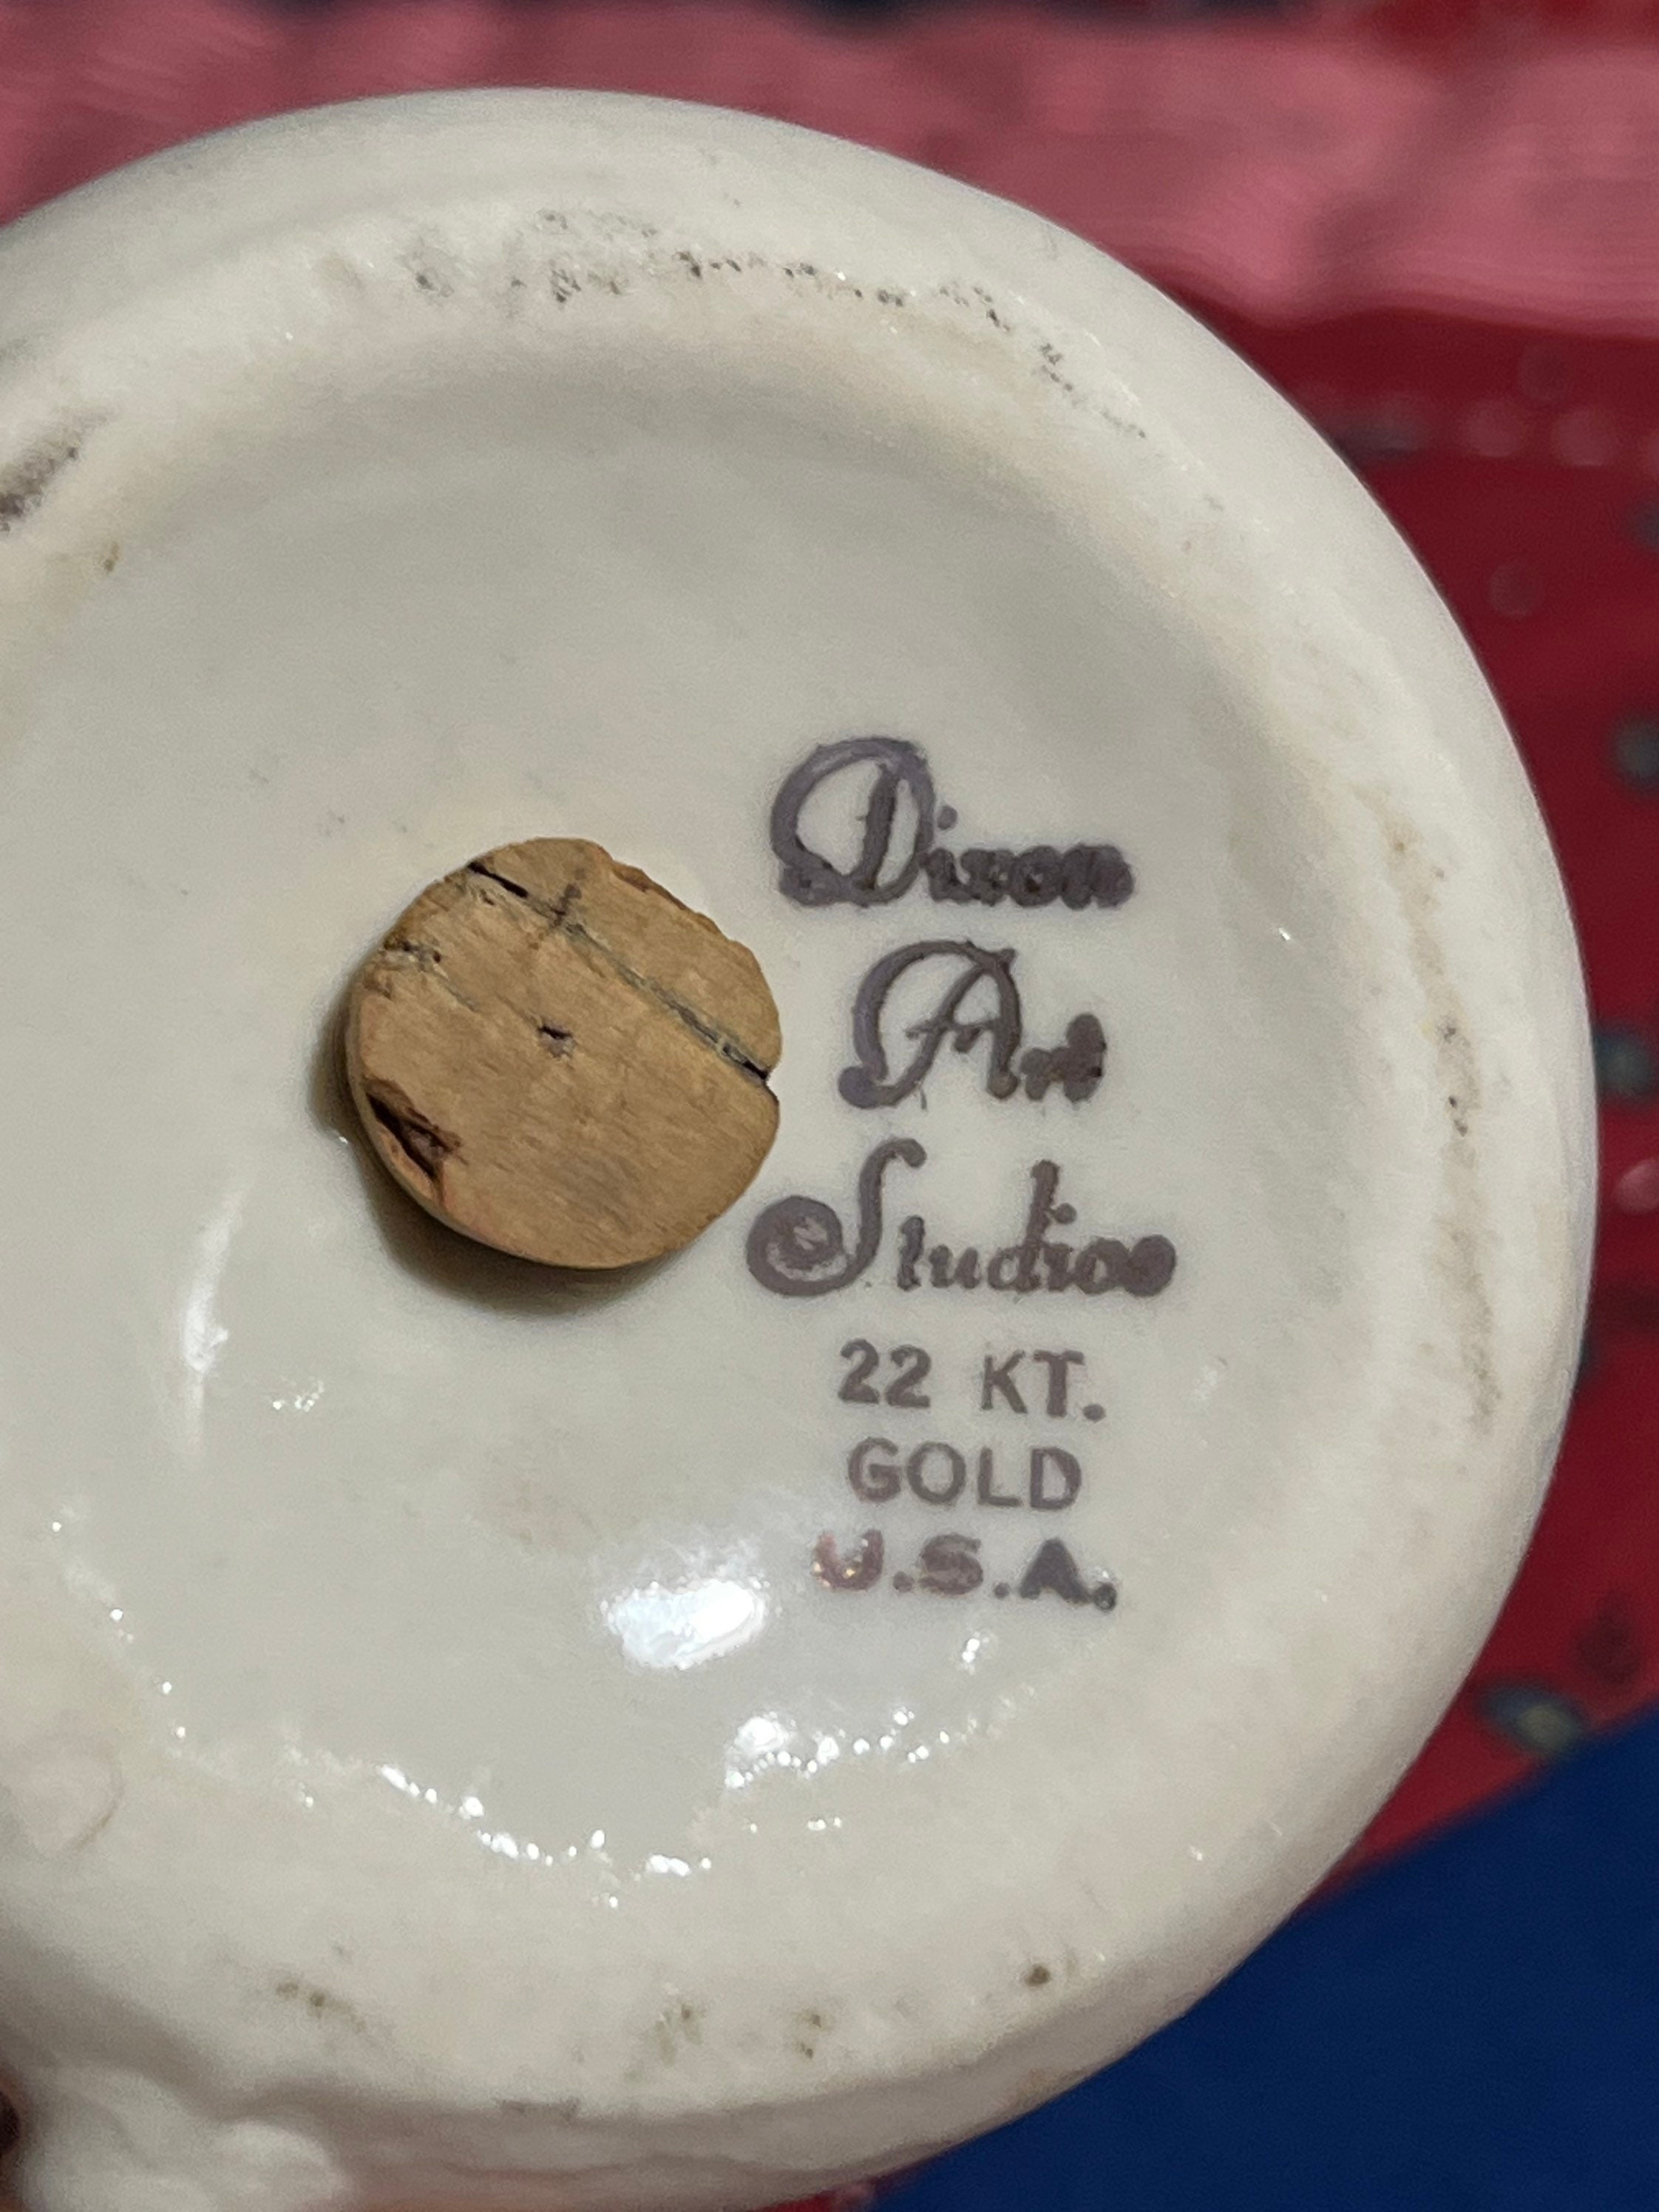 Dixon
Art
Studios
22 KT.
GOLD
U.S.A.